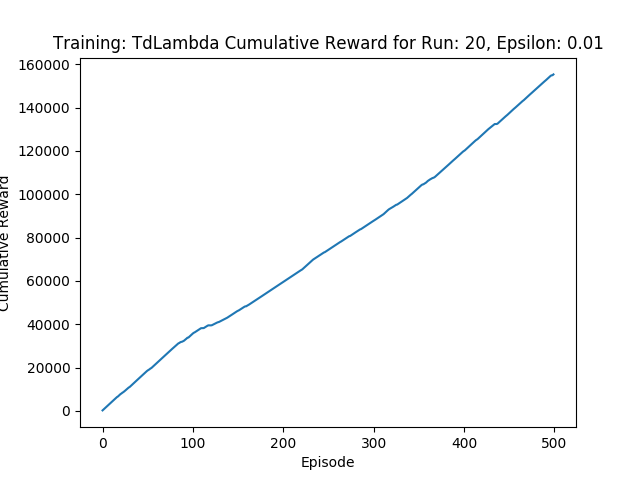 Training: TdLambda Cumulative Reward for Run: 20, Epsilon: 0.01
160000
140000
120000
100000
80000
60000
40000
20000
0
Cumulative Reward
0 100 200 300 400 500
Episode